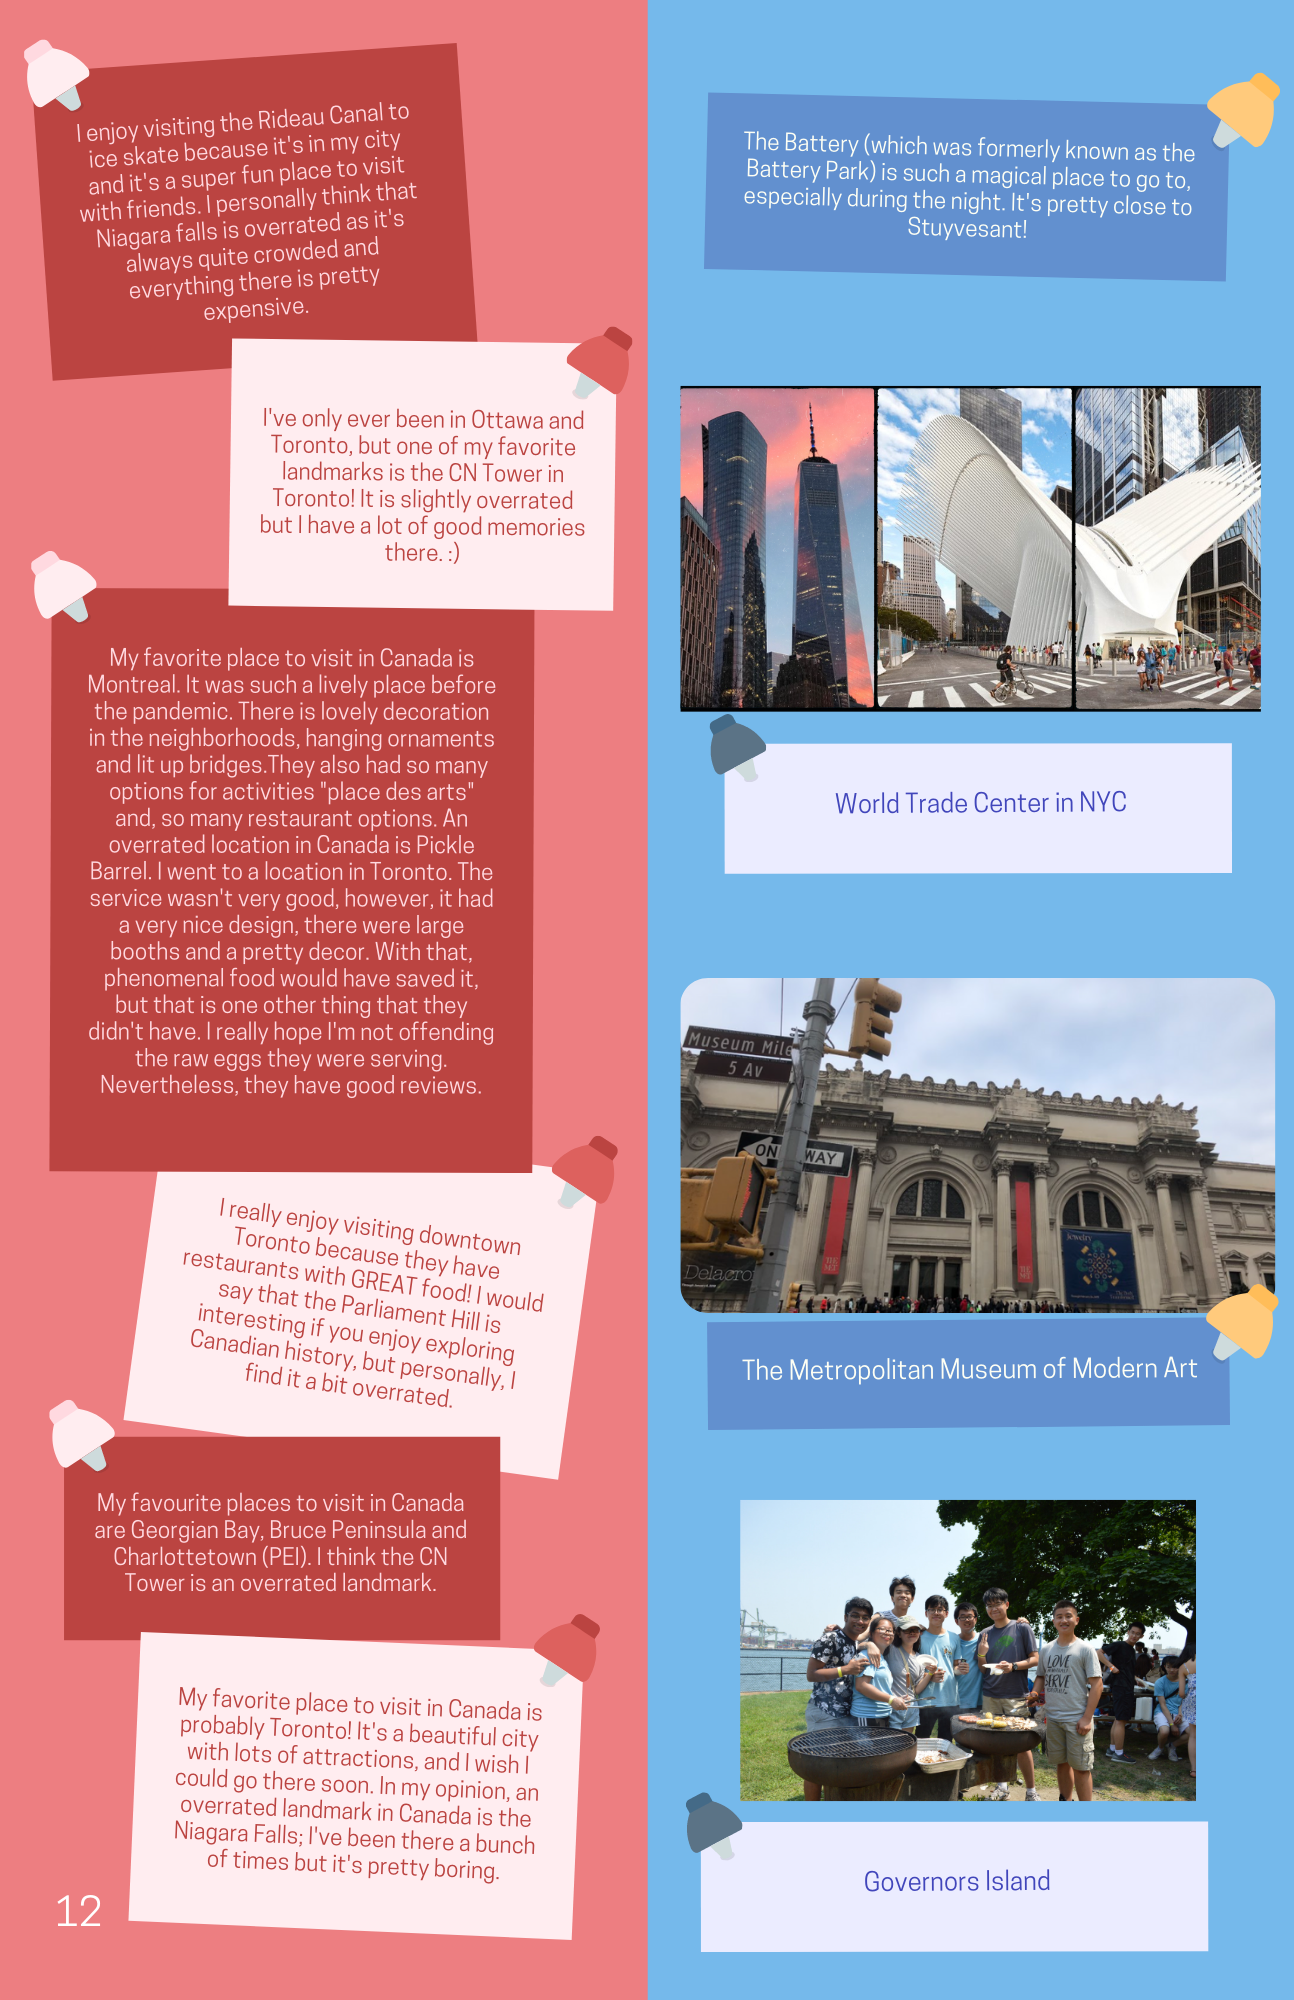 I enjoy visiting the Rideau Canal to
ice skate because it's in my city
and it's a super fun place to visit
with friends. I personally think that
Niagara falls is overrated as it's
always quite crowded and
everything there is pretty
expensive.
I've only ever been in Ottawa and
Toronto, but one of my favorite
landmarks is the CN Tower in
Toronto! It is slightly overrated
but I have a lot of good memories
there. :)
My favorite place to visit in Canada is
Montreal. It was such a lively place before
the pandemic. There is lovely decoration
in the neighborhoods, hanging ornaments
and lit up bridges.They also had so many
options for activities "place des arts"
and, so many restaurant options. An
overrated location in Canada is Pickle
Barrel. I went to a location in Toronto. The
service wasn't very good, however, it had
a very nice design, there were large
booths and a pretty decor. With that,
phenomenal food would have saved it,
but that is one other thing that they
didn't have. I really hope I'm not offending
the raw eggs they were serving.
Nevertheless, they have good reviews.
I really enjoy visiting downtown
Toronto because they have
restaurants with GREAT food! I would
say that the Parliament Hill is
interesting if you enjoy exploring
Canadian history, but personally, I
find it a bit overrated.
My favourite places to visit in Canada
are Georgian Bay, Bruce Peninsula and
Charlottetown (PEI). I think the CN
Tower is an overrated landmark.
My favorite place to visit in Canada is
probably Toronto! It's a beautiful city
with lots of attractions, and I wish I
could go there soon. In my opinion, an
overrated landmark in Canada is the
Niagara Falls; I've been there a bunch
of times but it's pretty boring.
12
The Battery (which was formerly known as the
Battery Park) is such a magical place to go to,
especially during the night. It's pretty close to
Stuyvesant!
World Trade Center in NYC
Museum Mile
5 Av
ONE WAY
THE MET
THE MET
Jewelry
Delacro
The Metropolitan Museum of Modern Art
LOVE
SERVE
Governors Island